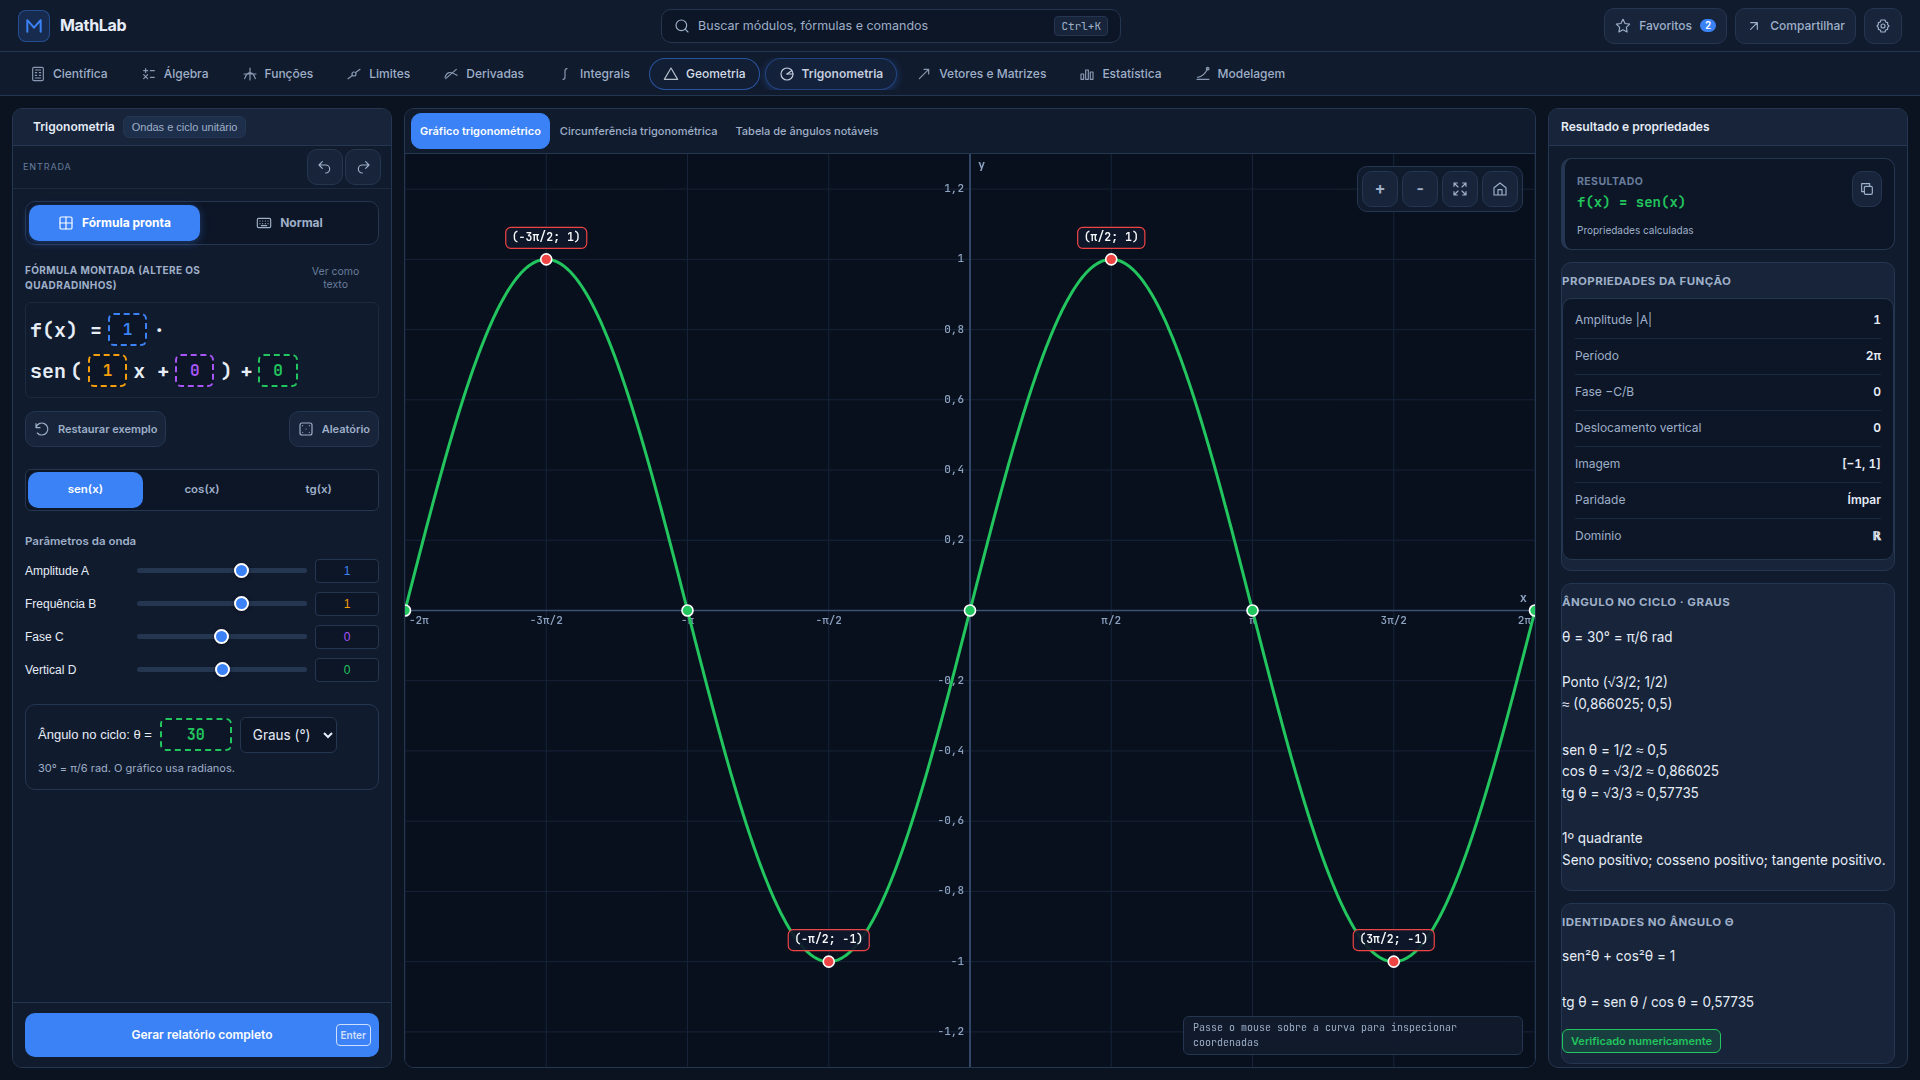 MathLab
Buscar módulos, fórmulas e comandos
Ctrl+K
Favoritos 2
Compartilhar
Científica
Álgebra
Funções
Limites
Derivadas
Integrais
Geometria
Trigonometria
Vetores e Matrizes
Estatística
Modelagem
Trigonometria
Ondas e ciclo unitário
ENTRADA
Fórmula pronta
Normal
FÓRMULA MONTADA (ALTERE OS QUADRADINHOS)
Ver como texto
f(x) = 1 ·
sen ( 1 x + 0 ) + 0
Restaurar exemplo
Aleatório
sen(x)
cos(x)
tg(x)
Parâmetros da onda
Amplitude A 1
Frequência B 1
Fase C 0
Vertical D 0
Ângulo no ciclo: θ = 30 Graus (°)
30° = π/6 rad. O gráfico usa radianos.
Gerar relatório completo
Enter
Gráfico trigonométrico
Circunferência trigonométrica
Tabela de ângulos notáveis
y
+
-
1,2
1
0,8
0,6
0,4
0,2
-0,2
-0,4
-0,6
-0,8
-1
-1,2
(-3π/2; 1)
(π/2; 1)
x
-2π
-3π/2
-π
-π/2
π/2
π
3π/2
2π
(-π/2; -1)
(3π/2; -1)
Passe o mouse sobre a curva para inspecionar
coordenadas
Resultado e propriedades
RESULTADO
f(x) = sen(x)
Propriedades calculadas
PROPRIEDADES DA FUNÇÃO
Amplitude |A| 1
Período 2π
Fase −C/B 0
Deslocamento vertical 0
Imagem [−1, 1]
Paridade Ímpar
Domínio ℝ
ÂNGULO NO CICLO · GRAUS
θ = 30° = π/6 rad
Ponto (√3/2; 1/2)
≈ (0,866025; 0,5)
sen θ = 1/2 ≈ 0,5
cos θ = √3/2 ≈ 0,866025
tg θ = √3/3 ≈ 0,57735
1º quadrante
Seno positivo; cosseno positivo; tangente positivo.
IDENTIDADES NO ÂNGULO Θ
sen²θ + cos²θ = 1
tg θ = sen θ / cos θ = 0,57735
Verificado numericamente